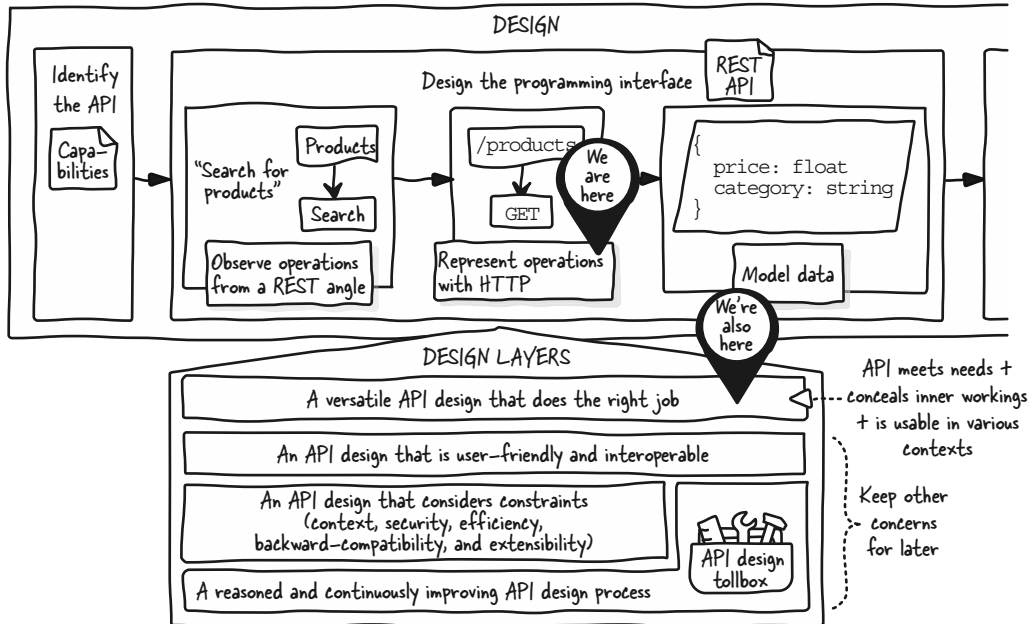 DESIGN
Identify
the API
Capa-
bilities
Design the programming interface
REST
API
"Search for
products"
Products
Search
Observe operations
from a REST angle
/products
GET
We
are
here
Represent operations
with HTTP
{
price: float
category: string
}
Model data
We're
also
here
DESIGN LAYERS
A versatile API design that does the right job
API meets needs +
conceals inner workings
+ is usable in various
contexts
An API design that is user-friendly and interoperable
An API design that considers constraints
(context, security, efficiency,
backward-compatibility, and extensibility)
A reasoned and continuously improving API design process
API design
tollbox
Keep other
concerns
for later